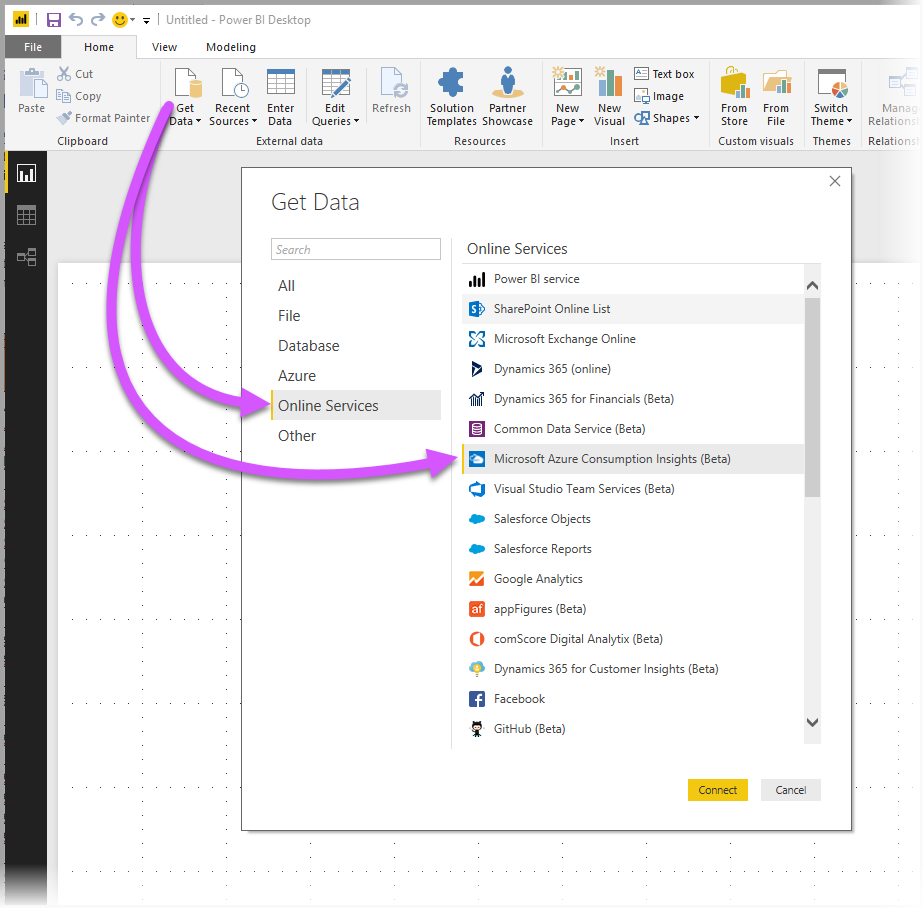 Untitled - Power BI Desktop
File Home View Modeling
Paste
Cut
Copy
Format Painter
Clipboard
Get
Data
Recent
Sources
Enter
Data
Edit
Queries
Refresh
External data
Solution
Templates
Partner
Showcase
Resources
New
Page
New
Visual
Text box
Image
Shapes
Insert
From
Store
From
File
Custom visuals
Switch
Theme
Themes
Manag
Relations
Relations
Get Data
Search
All
File
Database
Azure
Online Services
Other
Online Services
Power BI service
SharePoint Online List
Microsoft Exchange Online
Dynamics 365 (online)
Dynamics 365 for Financials (Beta)
Common Data Service (Beta)
Microsoft Azure Consumption Insights (Beta)
Visual Studio Team Services (Beta)
Salesforce Objects
Salesforce Reports
Google Analytics
af appFigures (Beta)
comScore Digital Analytix (Beta)
Dynamics 365 for Customer Insights (Beta)
Facebook
GitHub (Beta)
Connect Cancel